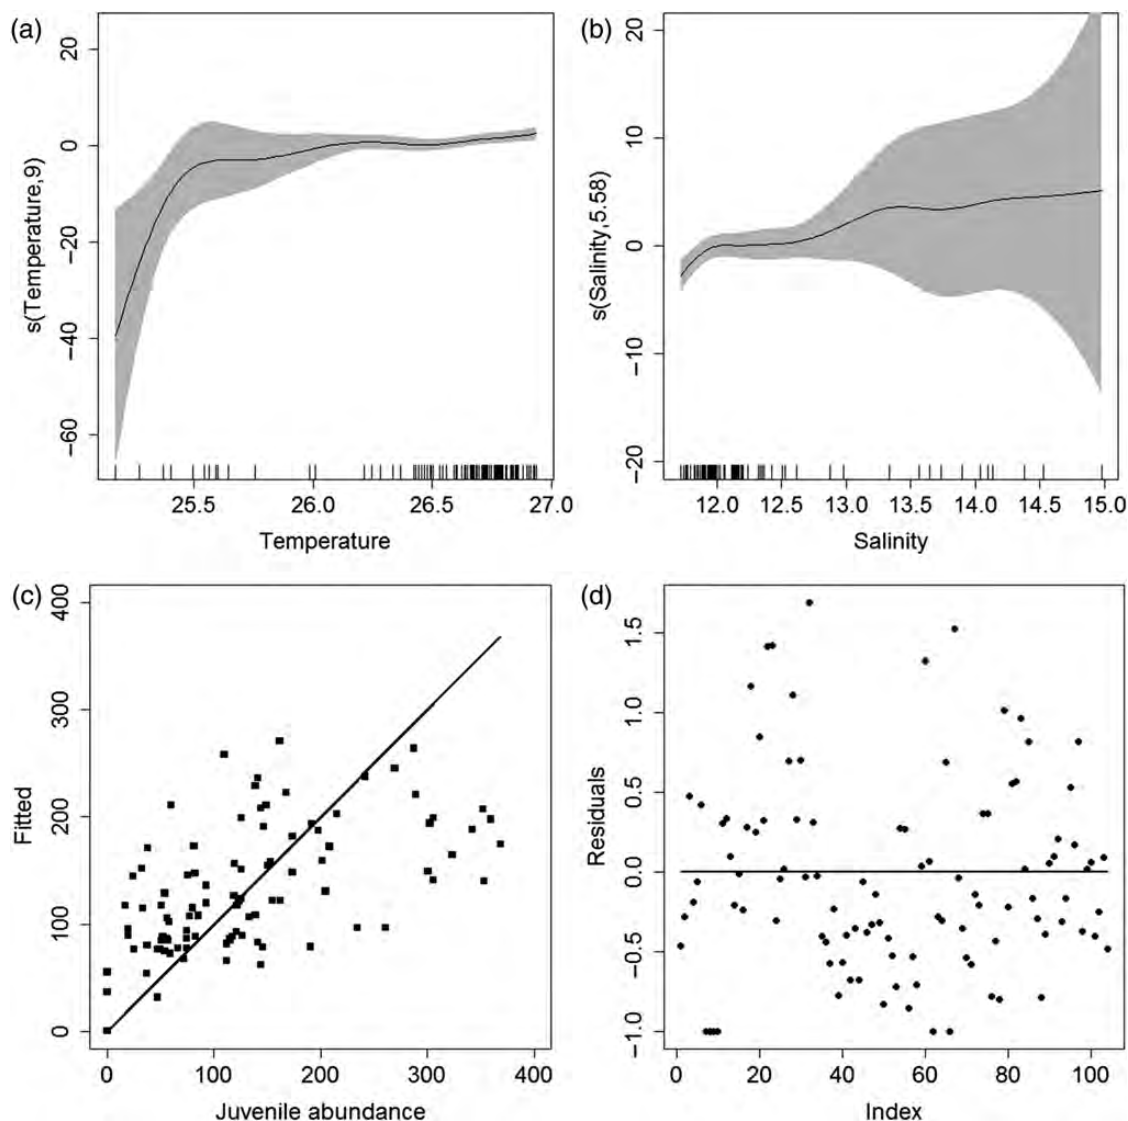 (a)
s(Temperature,9)
20
0
−20
−40
−60
25.5 26.0 26.5 27.0
Temperature
(b)
s(Salinity,5.58)
20
10
0
−10
−20
12.0 12.5 13.0 13.5 14.0 14.5 15.0
Salinity
(c)
Fitted
400
300
200
100
0
0 100 200 300 400
Juvenile abundance
(d)
Residuals
1.5
1.0
0.5
0.0
−0.5
−1.0
0 20 40 60 80 100
Index